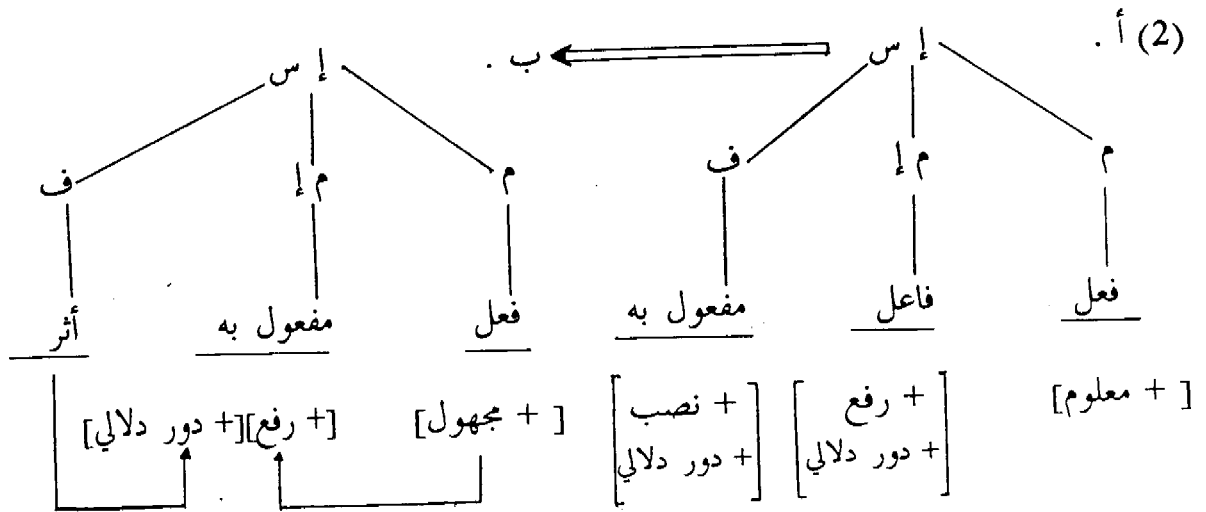 (2) أ . إ س ب . إ س
م م إ ف م م إ ف
فعل فاعل مفعول به فعل مفعول به أثر
[ + معلوم] [+ رفع + نصب [ + مجهول] [+ رفع][+ دور دلالي]
+ دور دلالي] + دور دلالي]